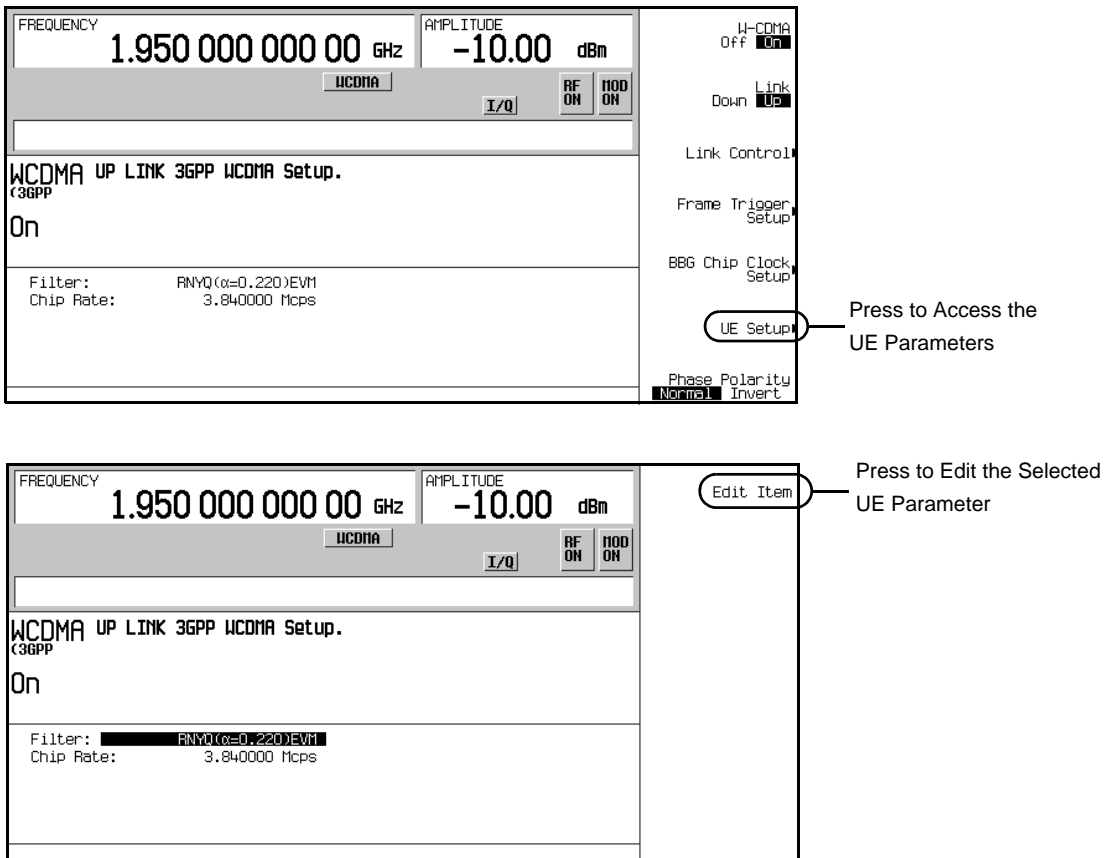 FREQUENCY
1.950 000 000 00 GHz
AMPLITUDE
-10.00 dBm
WCDMA
I/Q
RF ON
MOD ON
WCDMA UP LINK 3GPP WCDMA Setup.
(3GPP
On
Filter: RNYQ(α=0.220)EVM
Chip Rate: 3.840000 Mcps
W-CDMA
Off On
Link
Down Up
Link Control
Frame Trigger
Setup
BBG Chip Clock
Setup
UE Setup
Phase Polarity
Normal Invert
Press to Access the
UE Parameters
FREQUENCY
1.950 000 000 00 GHz
AMPLITUDE
-10.00 dBm
WCDMA
I/Q
RF ON
MOD ON
WCDMA UP LINK 3GPP WCDMA Setup.
(3GPP
On
Filter: RNYQ(α=0.220)EVM
Chip Rate: 3.840000 Mcps
Edit Item
Press to Edit the Selected
UE Parameter